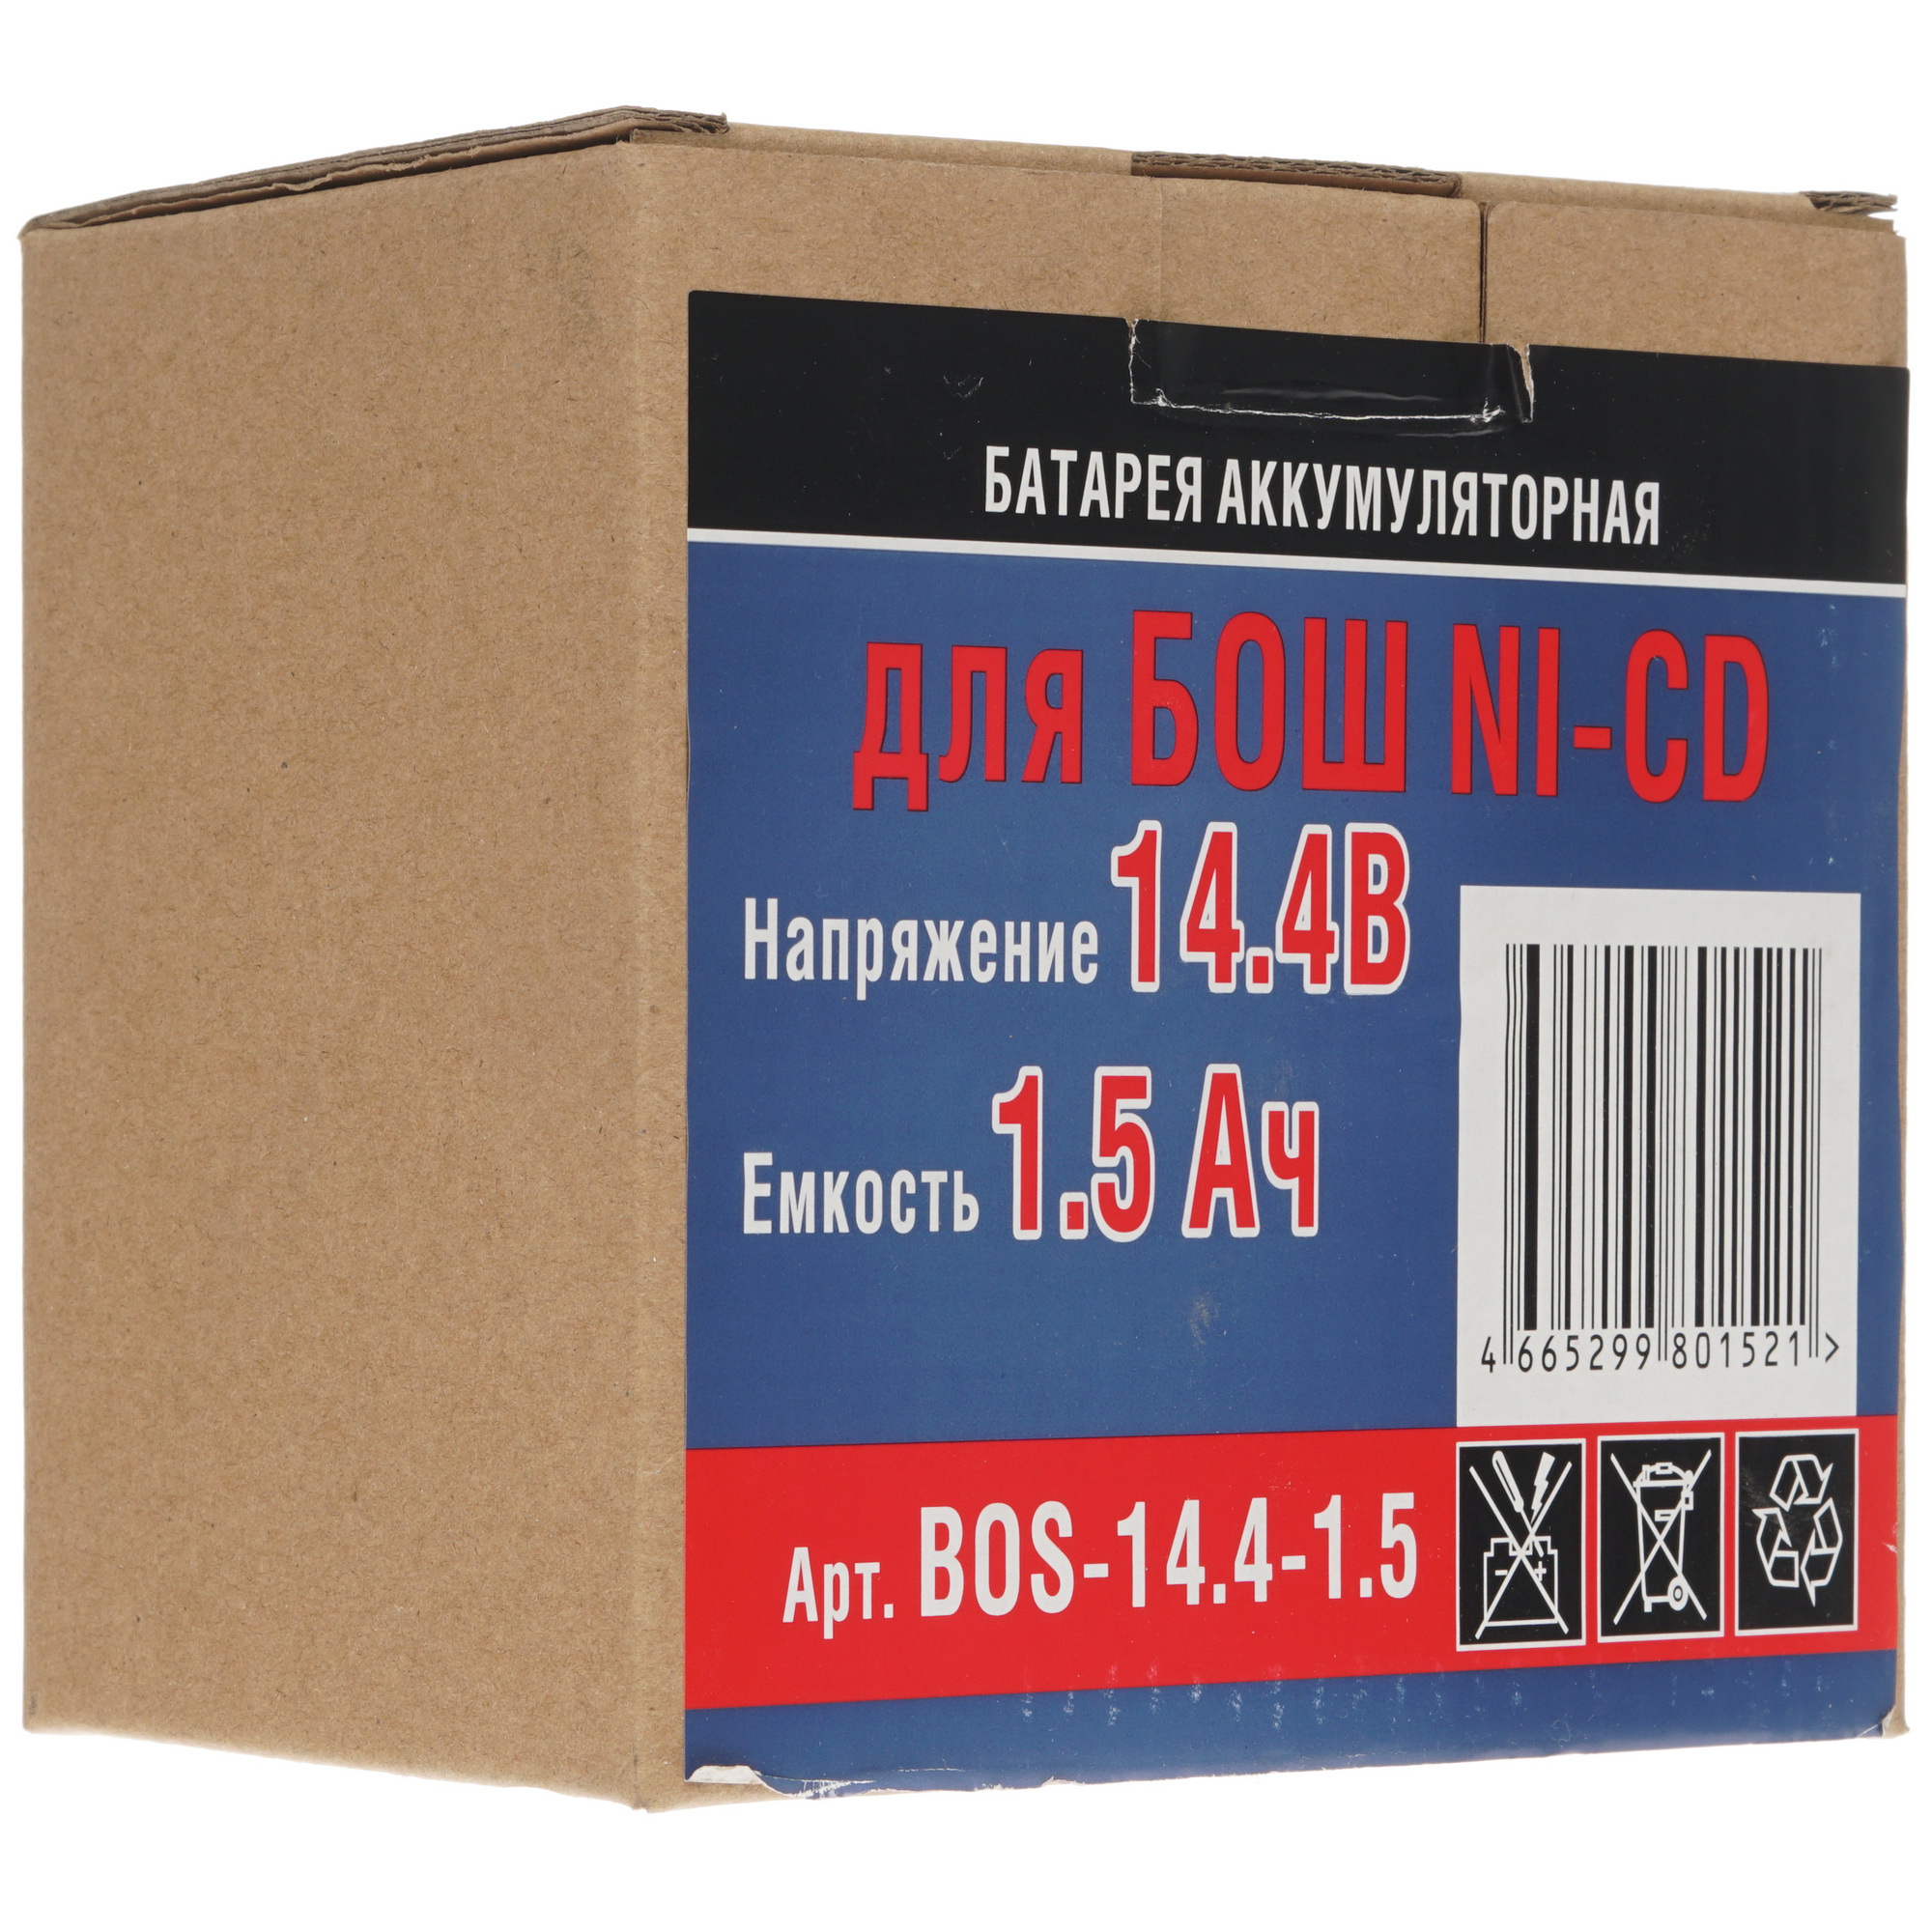 БАТАРЕЯ АККУМУЛЯТОРНАЯ
для БОШ NI-CD
Напряжение 14.4В
Емкость 1.5 Ач
4 665299 801521 >
Арт. BOS-14.4-1.5